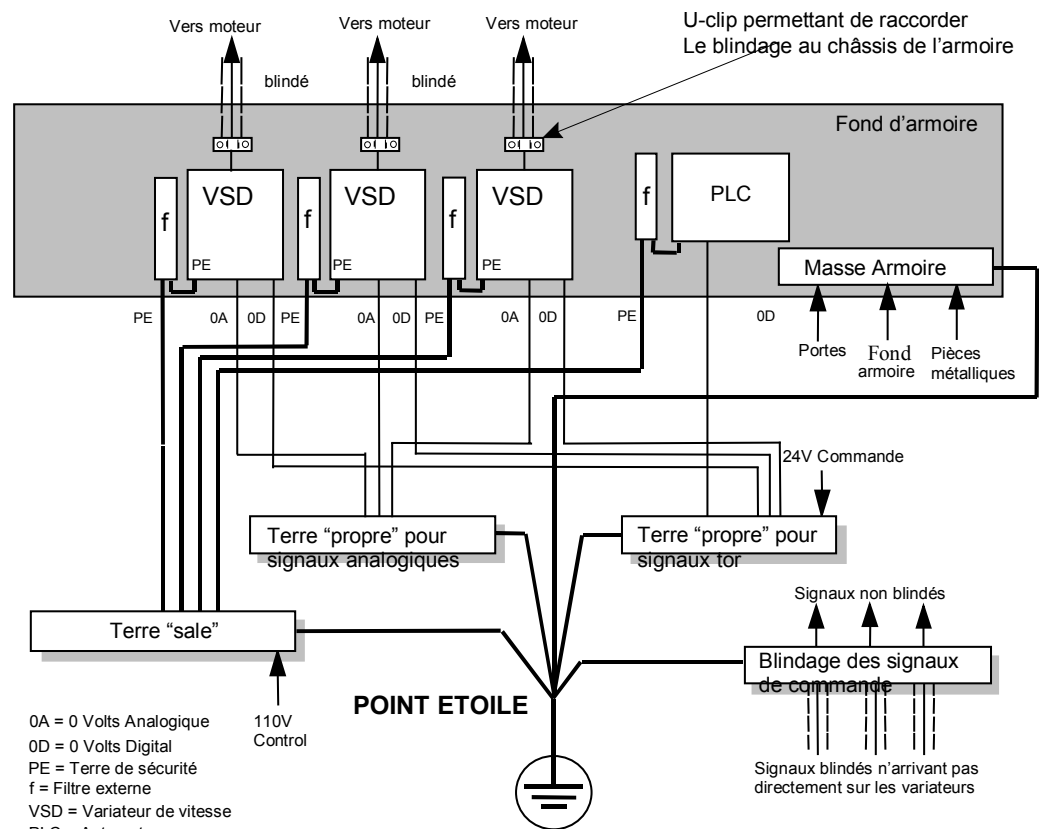 Vers moteur
Vers moteur
Vers moteur
U-clip permettant de raccorder
Le blindage au châssis de l'armoire
blindé
blindé
Fond d'armoire
f
VSD
PE
f
VSD
PE
f
VSD
PE
f
PLC
Masse Armoire
PE
0A
0D
PE
0A
0D
PE
0A
0D
PE
0D
Portes
Fond
armoire
Pièces
métalliques
24V Commande
Terre "propre" pour
signaux analogiques
Terre "propre" pour
signaux tor
Signaux non blindés
Terre "sale"
Blindage des signaux
de commande
POINT ETOILE
110V
Control
0A = 0 Volts Analogique
0D = 0 Volts Digital
PE = Terre de sécurité
f = Filtre externe
VSD = Variateur de vitesse
Signaux blindés n'arrivant pas
directement sur les variateurs